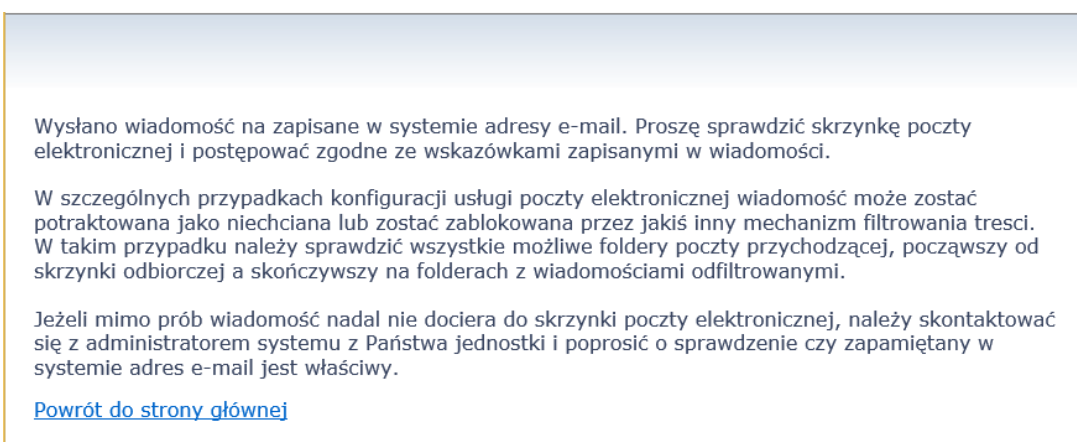 Wysłano wiadomość na zapisane w systemie adresy e-mail. Proszę sprawdzić skrzynkę poczty
elektronicznej i postępować zgodne ze wskazówkami zapisanymi w wiadomości.
W szczególnych przypadkach konfiguracji usługi poczty elektronicznej wiadomość może zostać
potraktowana jako niechciana lub zostać zablokowana przez jakiś inny mechanizm filtrowania tresci.
W takim przypadku należy sprawdzić wszystkie możliwe foldery poczty przychodzącej, począwszy od
skrzynki odbiorczej a skończywszy na folderach z wiadomościami odfiltrowanymi.
Jeżeli mimo prób wiadomość nadal nie dociera do skrzynki poczty elektronicznej, należy skontaktować
się z administratorem systemu z Państwa jednostki i poprosić o sprawdzenie czy zapamiętany w
systemie adres e-mail jest właściwy.
Powrót do strony głównej